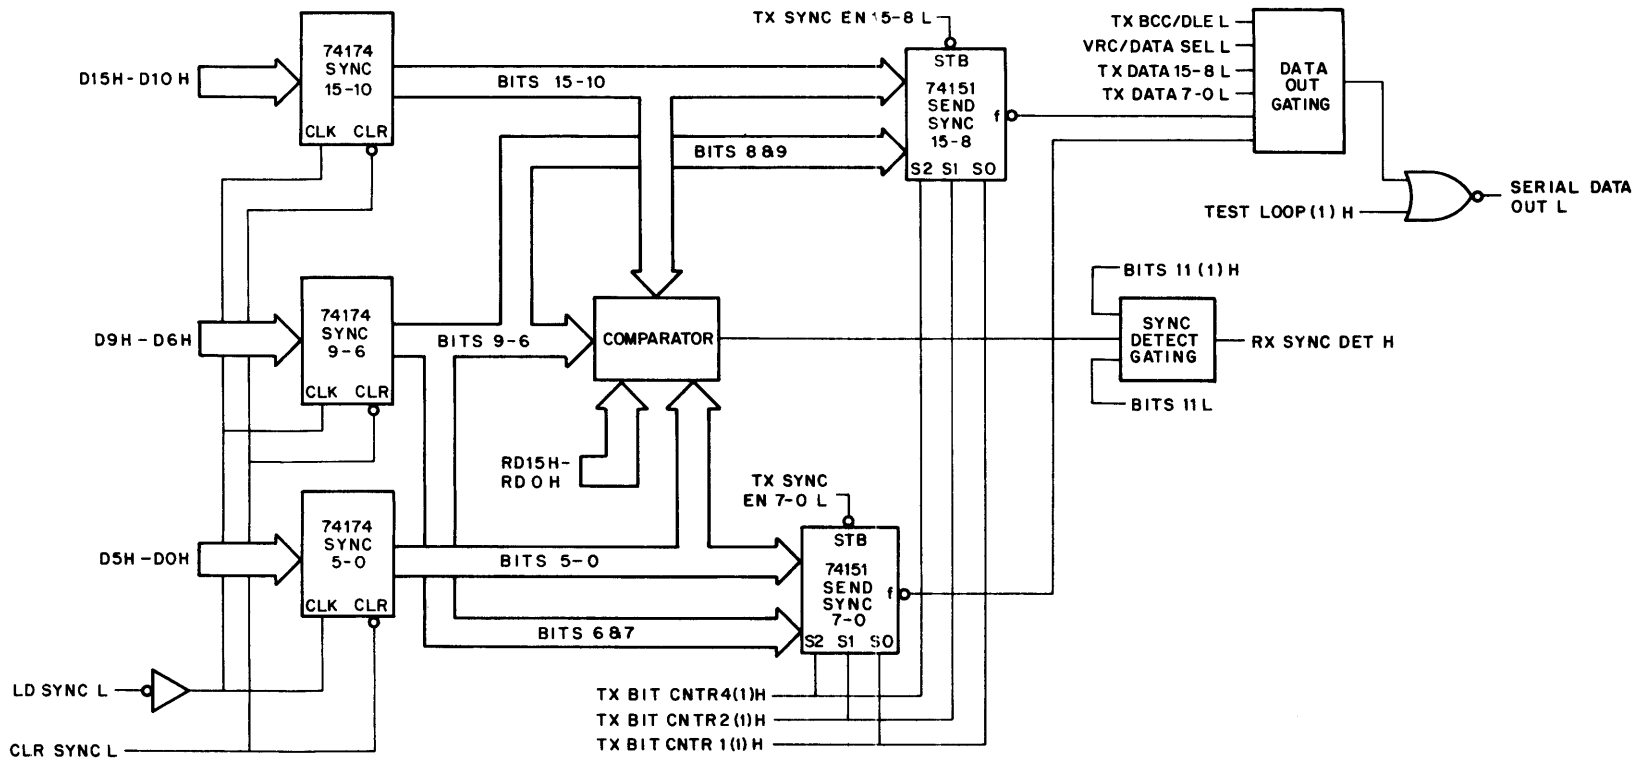 TX SYNC EN 15-8 L
TX BCC/DLE L
VRC/DATA SEL L
TX DATA 15-8 L
TX DATA 7-0 L
DATA
OUT
GATING
D15H-D10 H
74174
SYNC
15-10
CLK CLR
BITS 15-10
BITS 8&9
STB
74151
SEND
SYNC
15-8
f
S2 S1 S0
TEST LOOP(1) H
SERIAL DATA
OUT L
D9H-D6H
74174
SYNC
9-6
CLK CLR
BITS 9-6
COMPARATOR
BITS 11 (1) H
SYNC
DETECT
GATING
RX SYNC DET H
BITS 11 L
RD15H-
RD 0 H
TX SYNC
EN 7-0 L
D5H-D0H
74174
SYNC
5-0
CLK CLR
BITS 5-0
BITS 6&7
STB
74151
SEND
SYNC
7-0
f
S2 S1 S0
LD SYNC L
CLR SYNC L
TX BIT CNTR4(1)H
TX BIT CNTR2(1)H
TX BIT CNTR 1(1)H